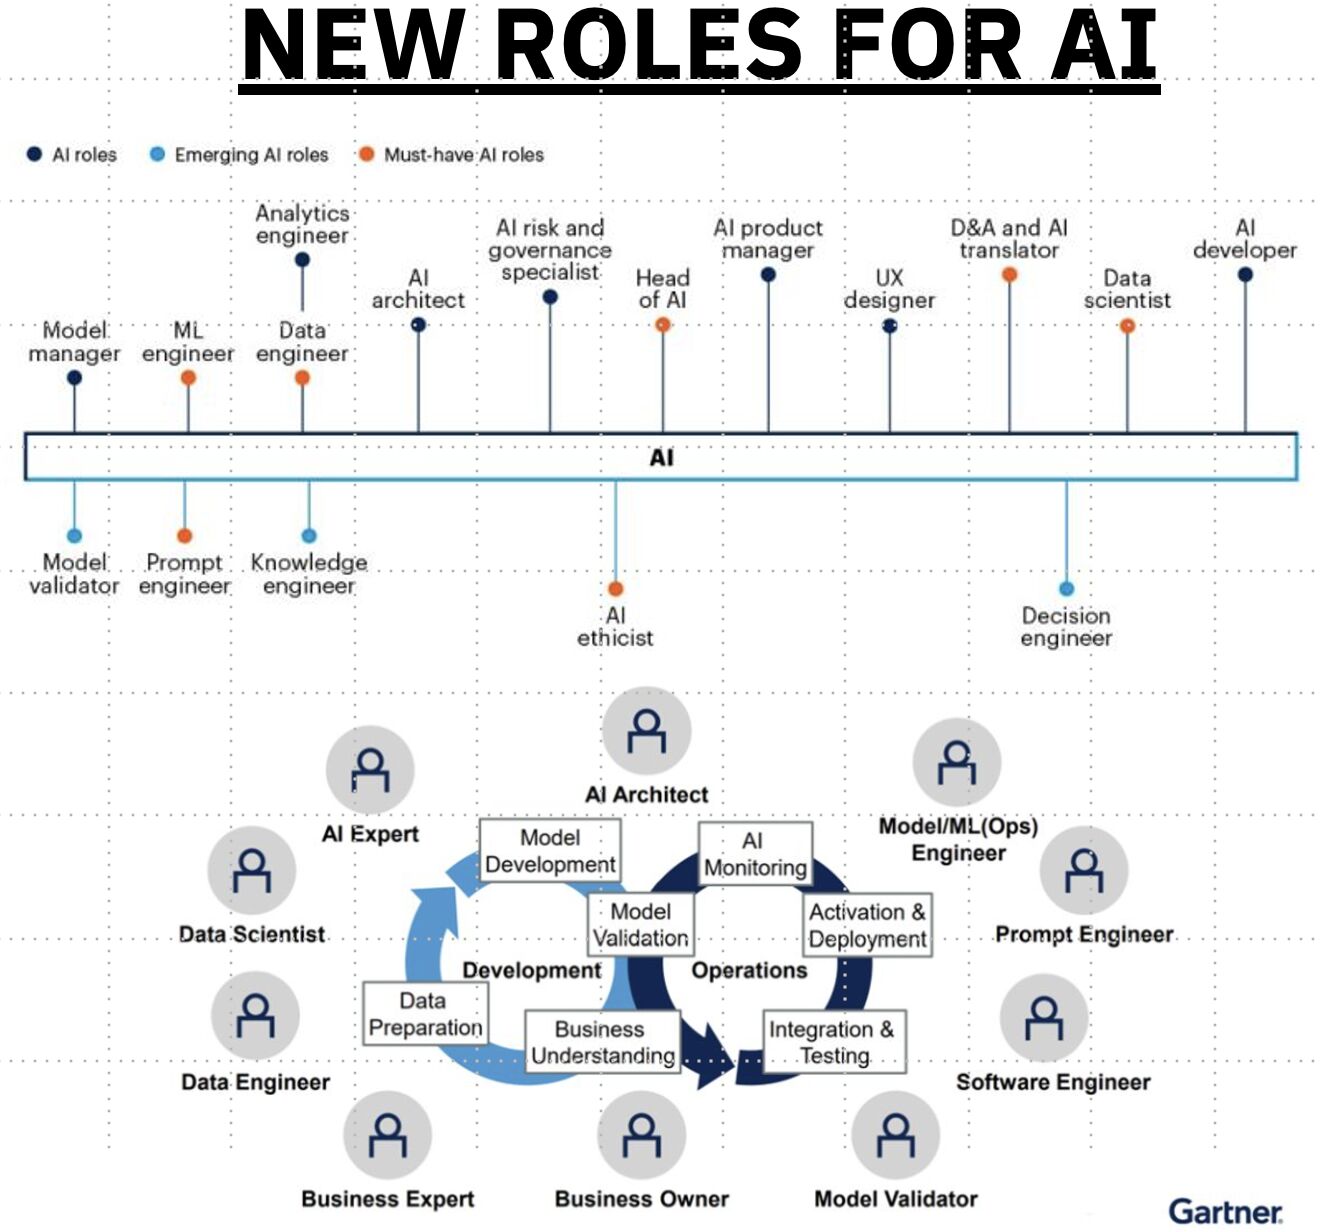 NEW ROLES FOR AI
AI roles
Emerging AI roles
Must-have AI roles
Analytics
engineer
AI
architect
AI risk and
governance
specialist
Head
of AI
AI product
manager
UX
designer
D&A and AI
translator
Data
scientist
AI
developer
Model
manager
ML
engineer
Data
engineer
AI
Model
validator
Prompt
engineer
Knowledge
engineer
AI
ethicist
Decision
engineer
AI Architect
AI Expert
Model/ML(Ops)
Engineer
Data Scientist
Prompt Engineer
Model
Development
AI
Monitoring
Model
Validation
Activation &
Deployment
Development
Operations
Data
Preparation
Business
Understanding
Integration &
Testing
Data Engineer
Software Engineer
Business Expert
Business Owner
Model Validator
Gartner